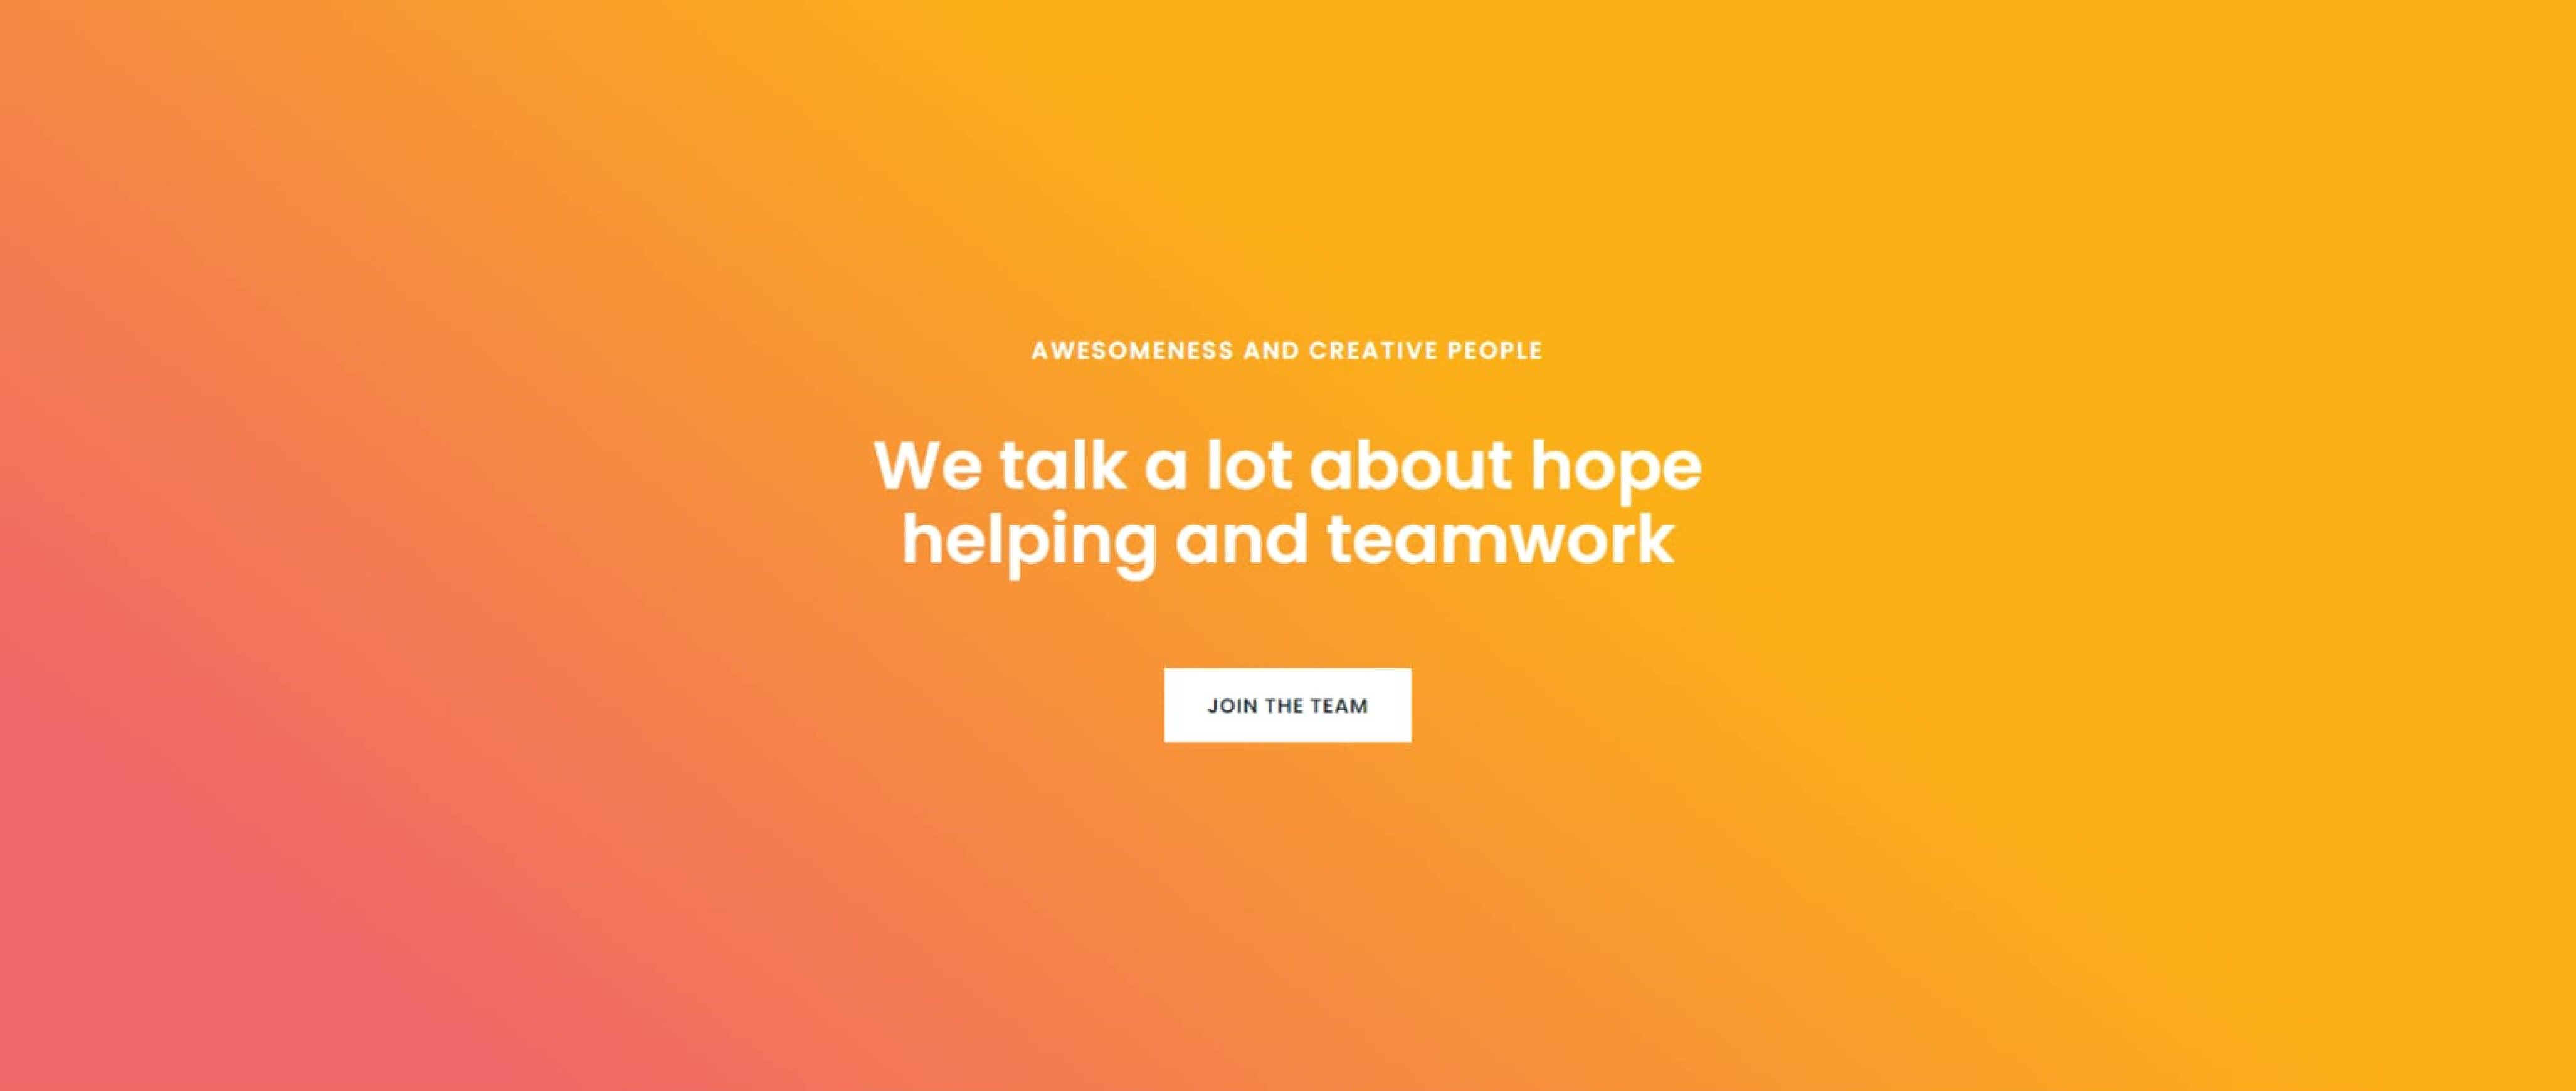 AWESOMENESS AND CREATIVE PEOPLE
We talk a lot about hope
helping and teamwork
JOIN THE TEAM